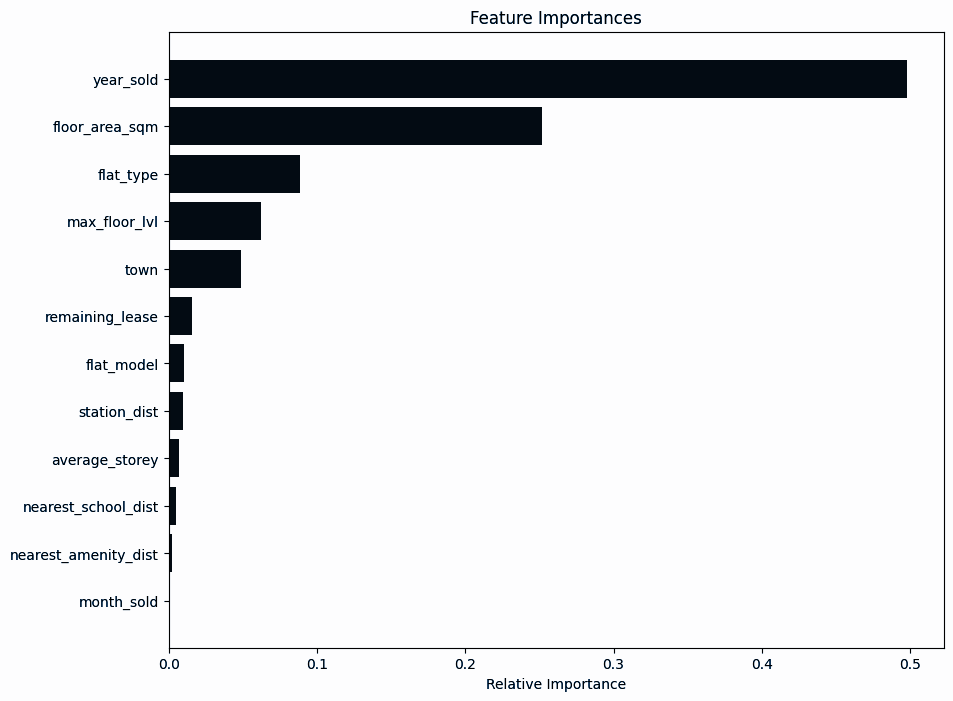 Feature Importances
year_sold
floor_area_sqm
flat_type
max_floor_lvl
town
remaining_lease
flat_model
station_dist
average_storey
nearest_school_dist
nearest_amenity_dist
month_sold
0.0 0.1 0.2 0.3 0.4 0.5
Relative Importance